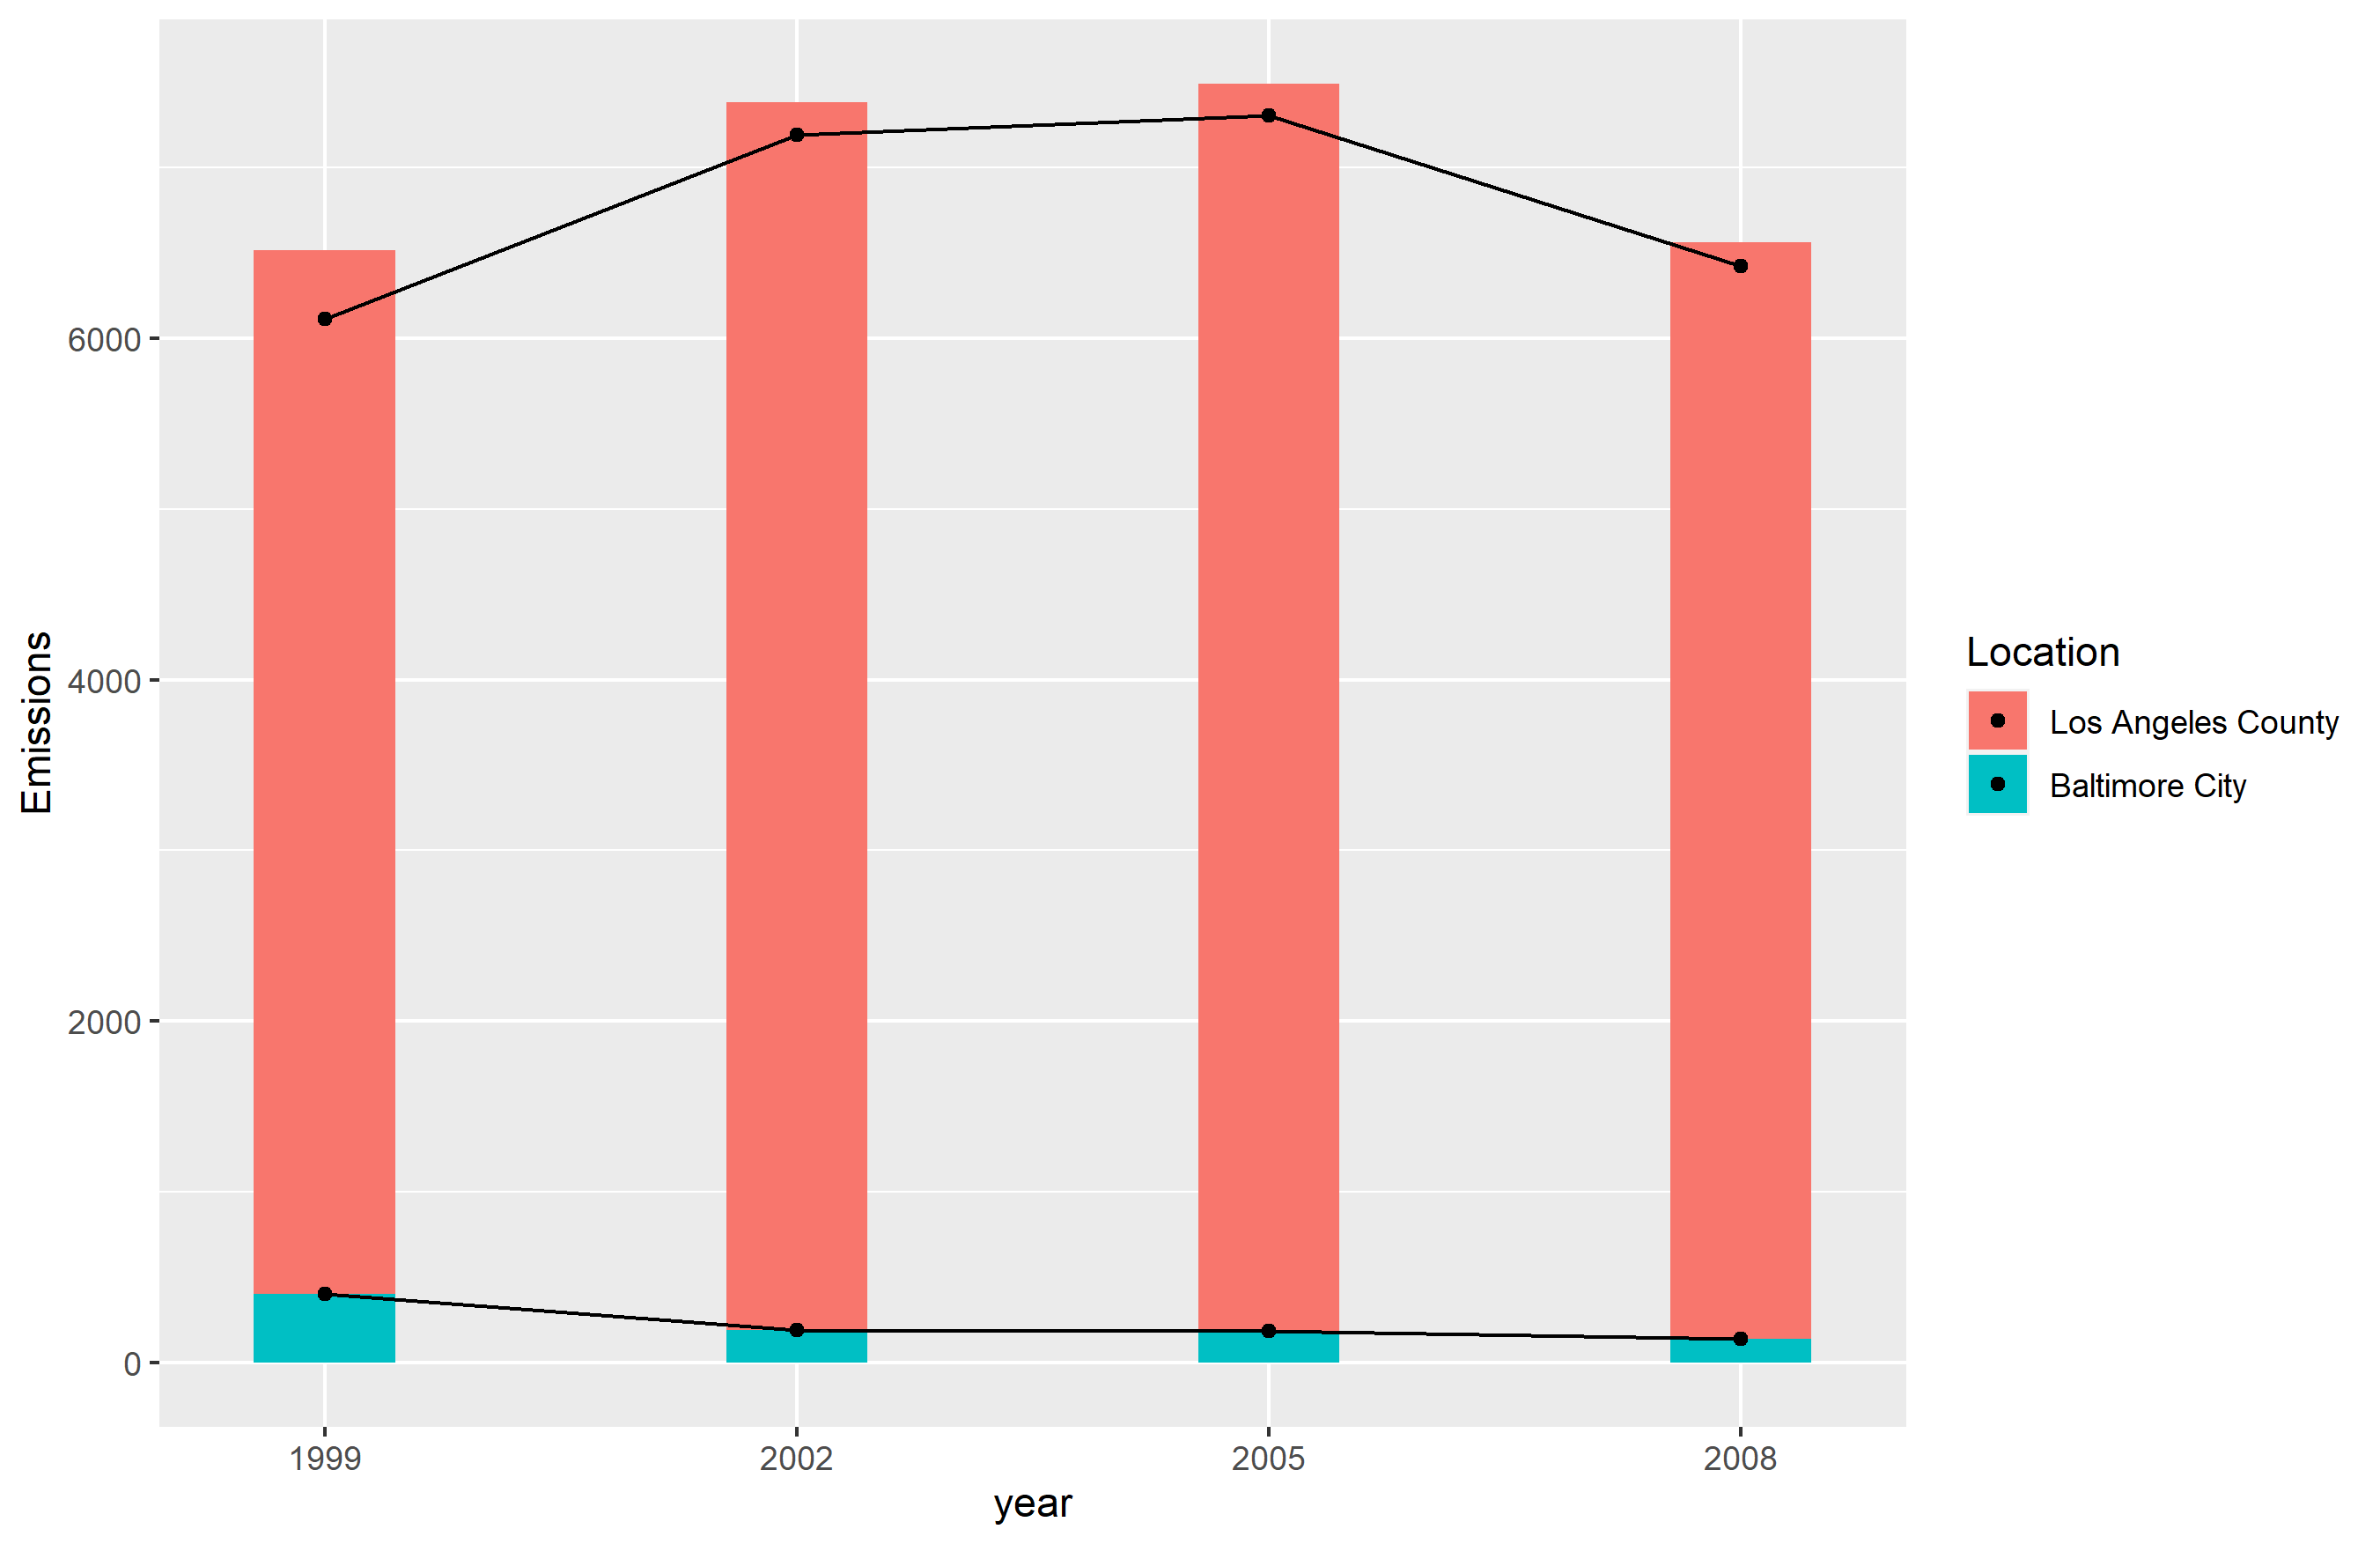 6000
4000
2000
0
Emissions
1999 2002 2005 2008
year
Location
Los Angeles County
Baltimore City